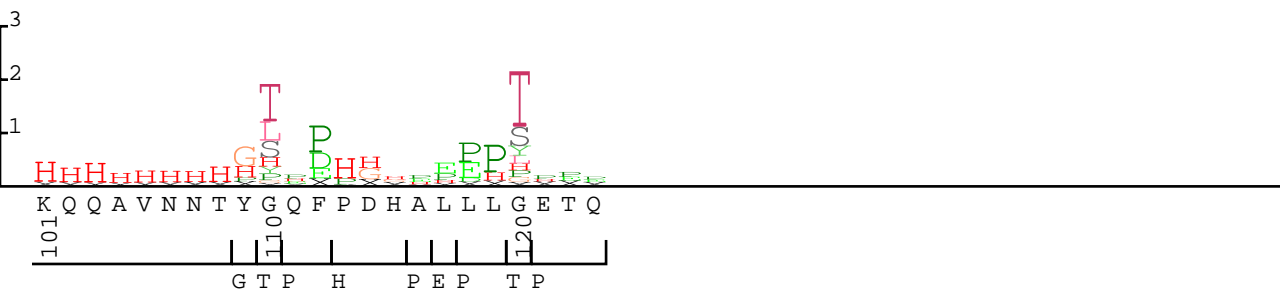 3
2
T T
1
L P S
G S D P P Y
H H H H H H H H H H E H H G E E L H
K Q Q A V N N T Y G Q F P D H A L L L G E T Q
101 110 120
G T P H P E P T P